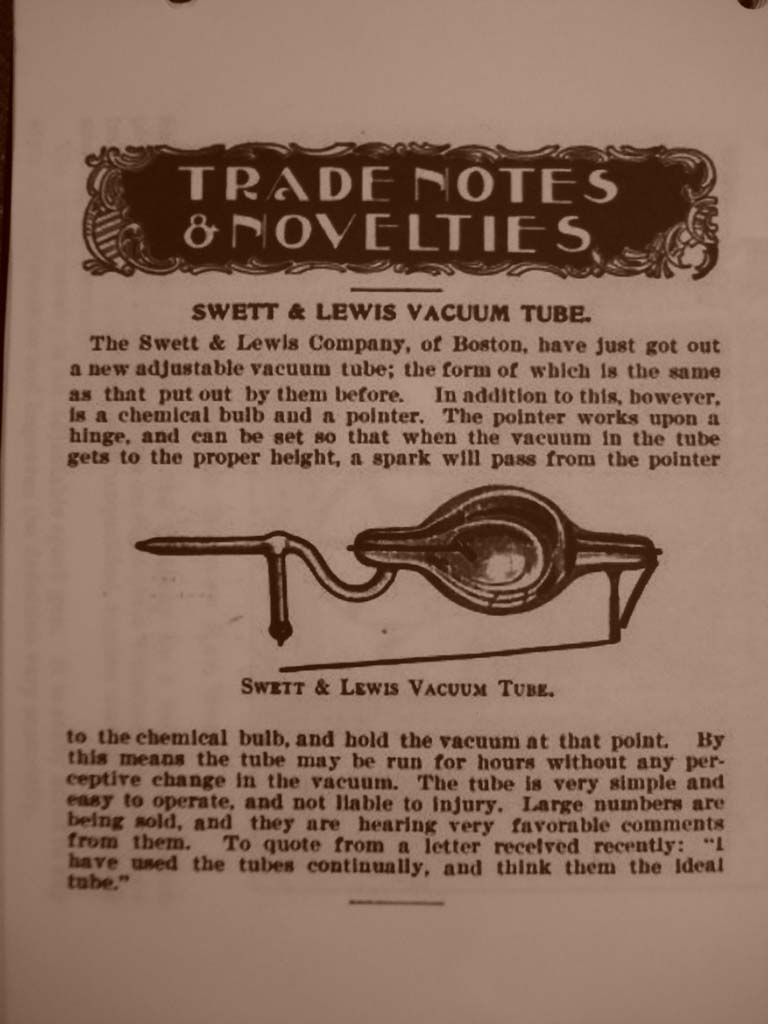 TRADE NOTES
& NOVELTIES
SWETT & LEWIS VACUUM TUBE.
The Swett & Lewis Company, of Boston, have just got out
a new adjustable vacuum tube; the form of which is the same
as that put out by them before. In addition to this, however,
is a chemical bulb and a pointer. The pointer works upon a
hinge, and can be set so that when the vacuum in the tube
gets to the proper height, a spark will pass from the pointer
SWETT & LEWIS VACUUM TUBE.
to the chemical bulb, and hold the vacuum at that point. By
this means the tube may be run for hours without any per-
ceptive change in the vacuum. The tube is very simple and
easy to operate, and not liable to injury. Large numbers are
being sold, and they are hearing very favorable comments
from them. To quote from a letter received recently: "I
have used the tubes continually, and think them the ideal
tube."